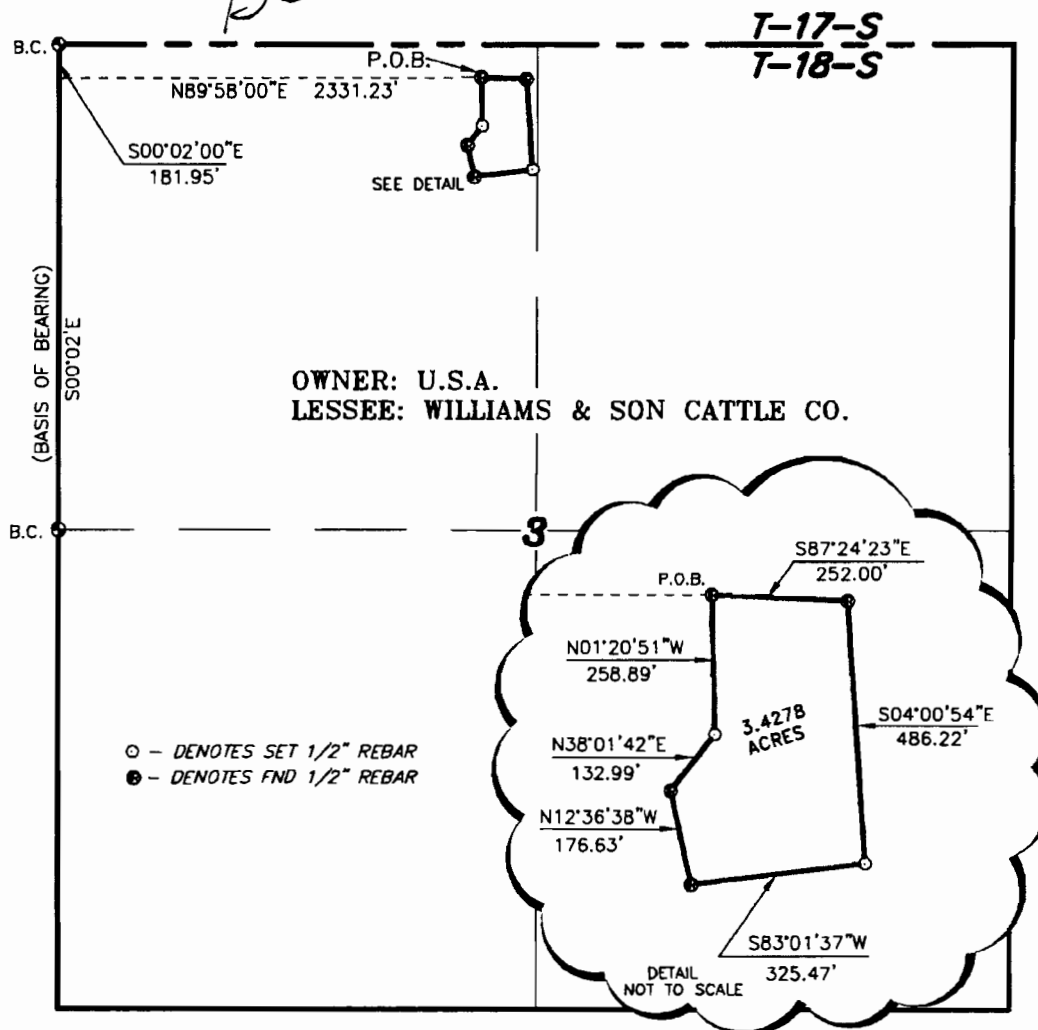 T-17-S
T-18-S
B.C.
P.O.B.
N89°58'00"E 2331.23'
S00°02'00"E
181.95'
SEE DETAIL
(BASIS OF BEARING)
S00°02'E
OWNER: U.S.A.
LESSEE: WILLIAMS & SON CATTLE CO.
B.C.
3
S87°24'23"E
252.00'
P.O.B.
N01°20'51"W
258.89'
3.4278
ACRES
S04°00'54"E
486.22'
N38°01'42"E
132.99'
- DENOTES SET 1/2" REBAR
- DENOTES FND 1/2" REBAR
N12°36'38"W
176.63'
S83°01'37"W
325.47'
DETAIL
NOT TO SCALE